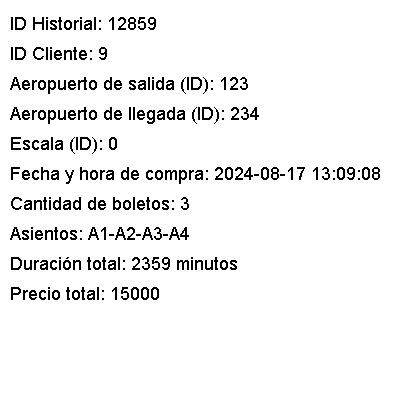 ID Historial: 12859
ID Cliente: 9
Aeropuerto de salida (ID): 123
Aeropuerto de llegada (ID): 234
Escala (ID): 0
Fecha y hora de compra: 2024-08-17 13:09:08
Cantidad de boletos: 3
Asientos: A1-A2-A3-A4
Duración total: 2359 minutos
Precio total: 15000